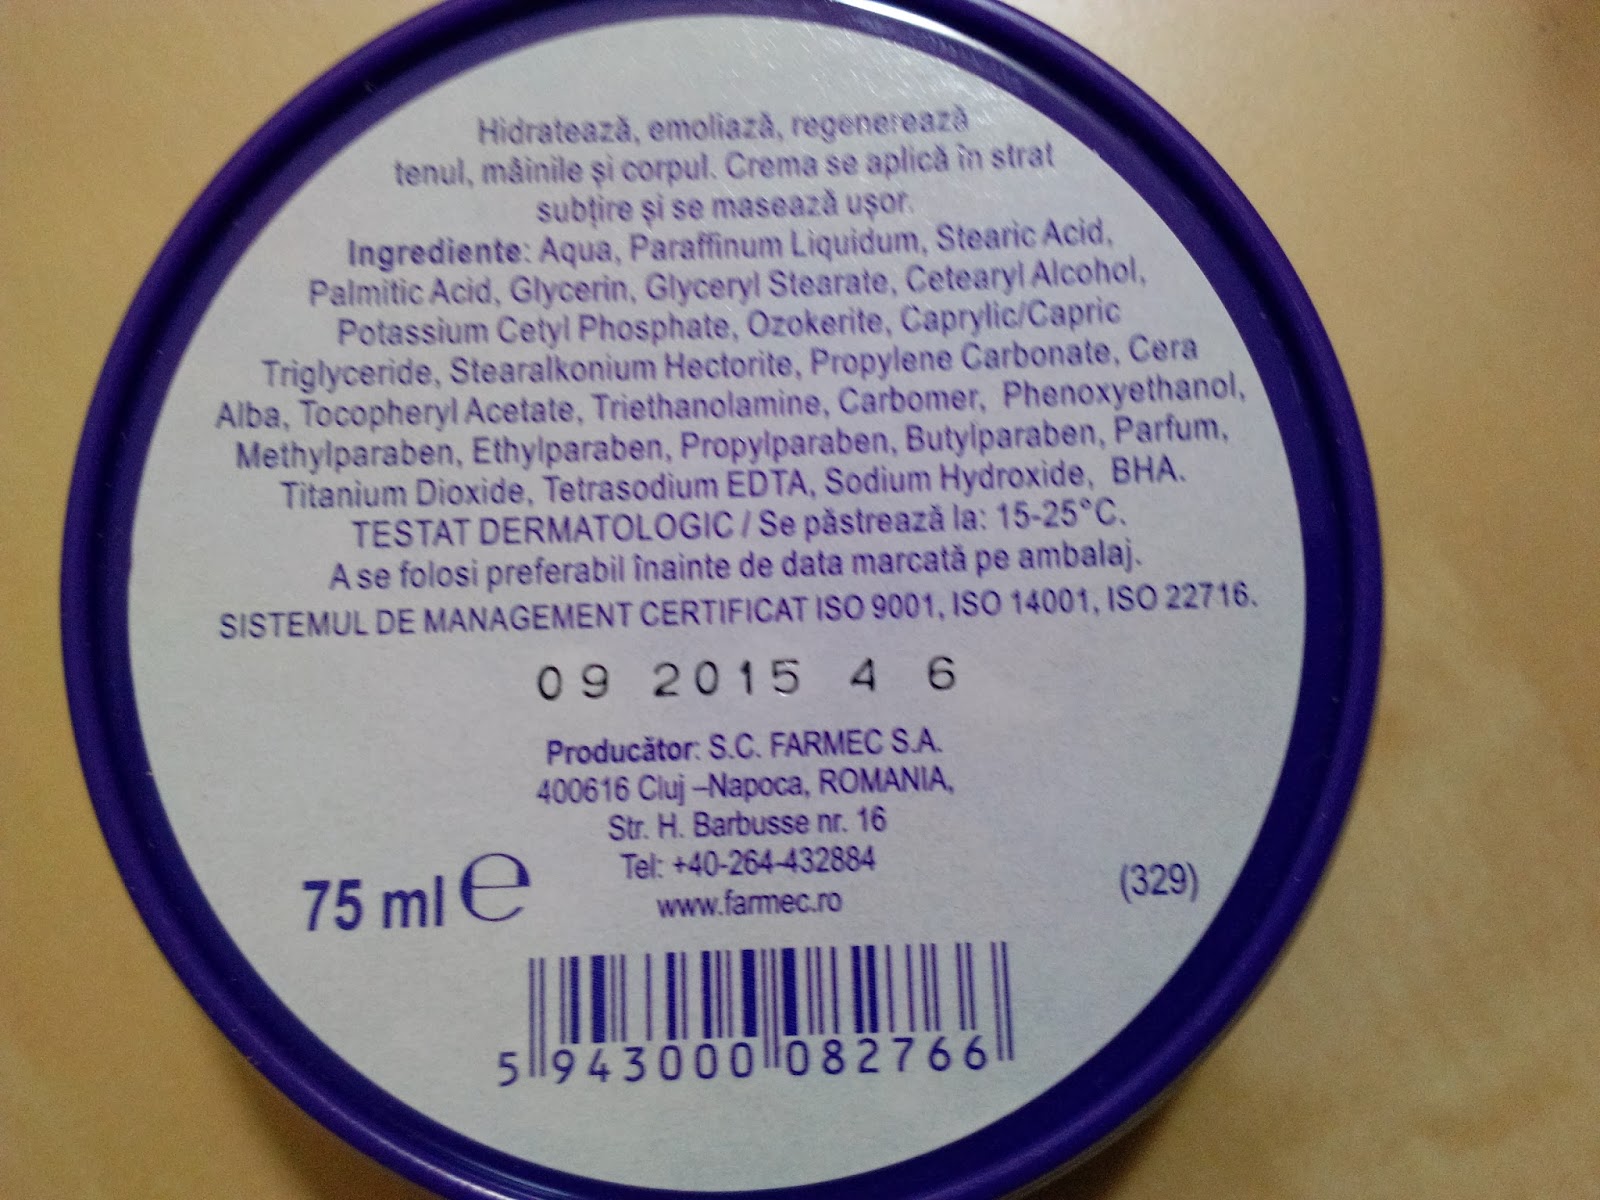 Hidratează, emoliază, regenerează
tenul, mâinile și corpul. Crema se aplică în strat
subțire și se masează ușor.
Ingrediente: Aqua, Paraffinum Liquidum, Stearic Acid,
Palmitic Acid, Glycerin, Glyceryl Stearate, Cetearyl Alcohol,
Potassium Cetyl Phosphate, Ozokerite, Caprylic/Capric
Triglyceride, Stearalkonium Hectorite, Propylene Carbonate, Cera
Alba, Tocopheryl Acetate, Triethanolamine, Carbomer, Phenoxyethanol,
Methylparaben, Ethylparaben, Propylparaben, Butylparaben, Parfum,
Titanium Dioxide, Tetrasodium EDTA, Sodium Hydroxide, BHA.
TESTAT DERMATOLOGIC / Se păstrează la: 15-25°C.
A se folosi preferabil înainte de data marcată pe ambalaj.
SISTEMUL DE MANAGEMENT CERTIFICAT ISO 9001, ISO 14001, ISO 22716.
09 2015 4 6
Producător: S.C. FARMEC S.A.
400616 Cluj –Napoca, ROMANIA,
Str. H. Barbusse nr. 16
Tel: +40-264-432884
www.farmec.ro
75 ml ℮
(329)
5 943000 082766